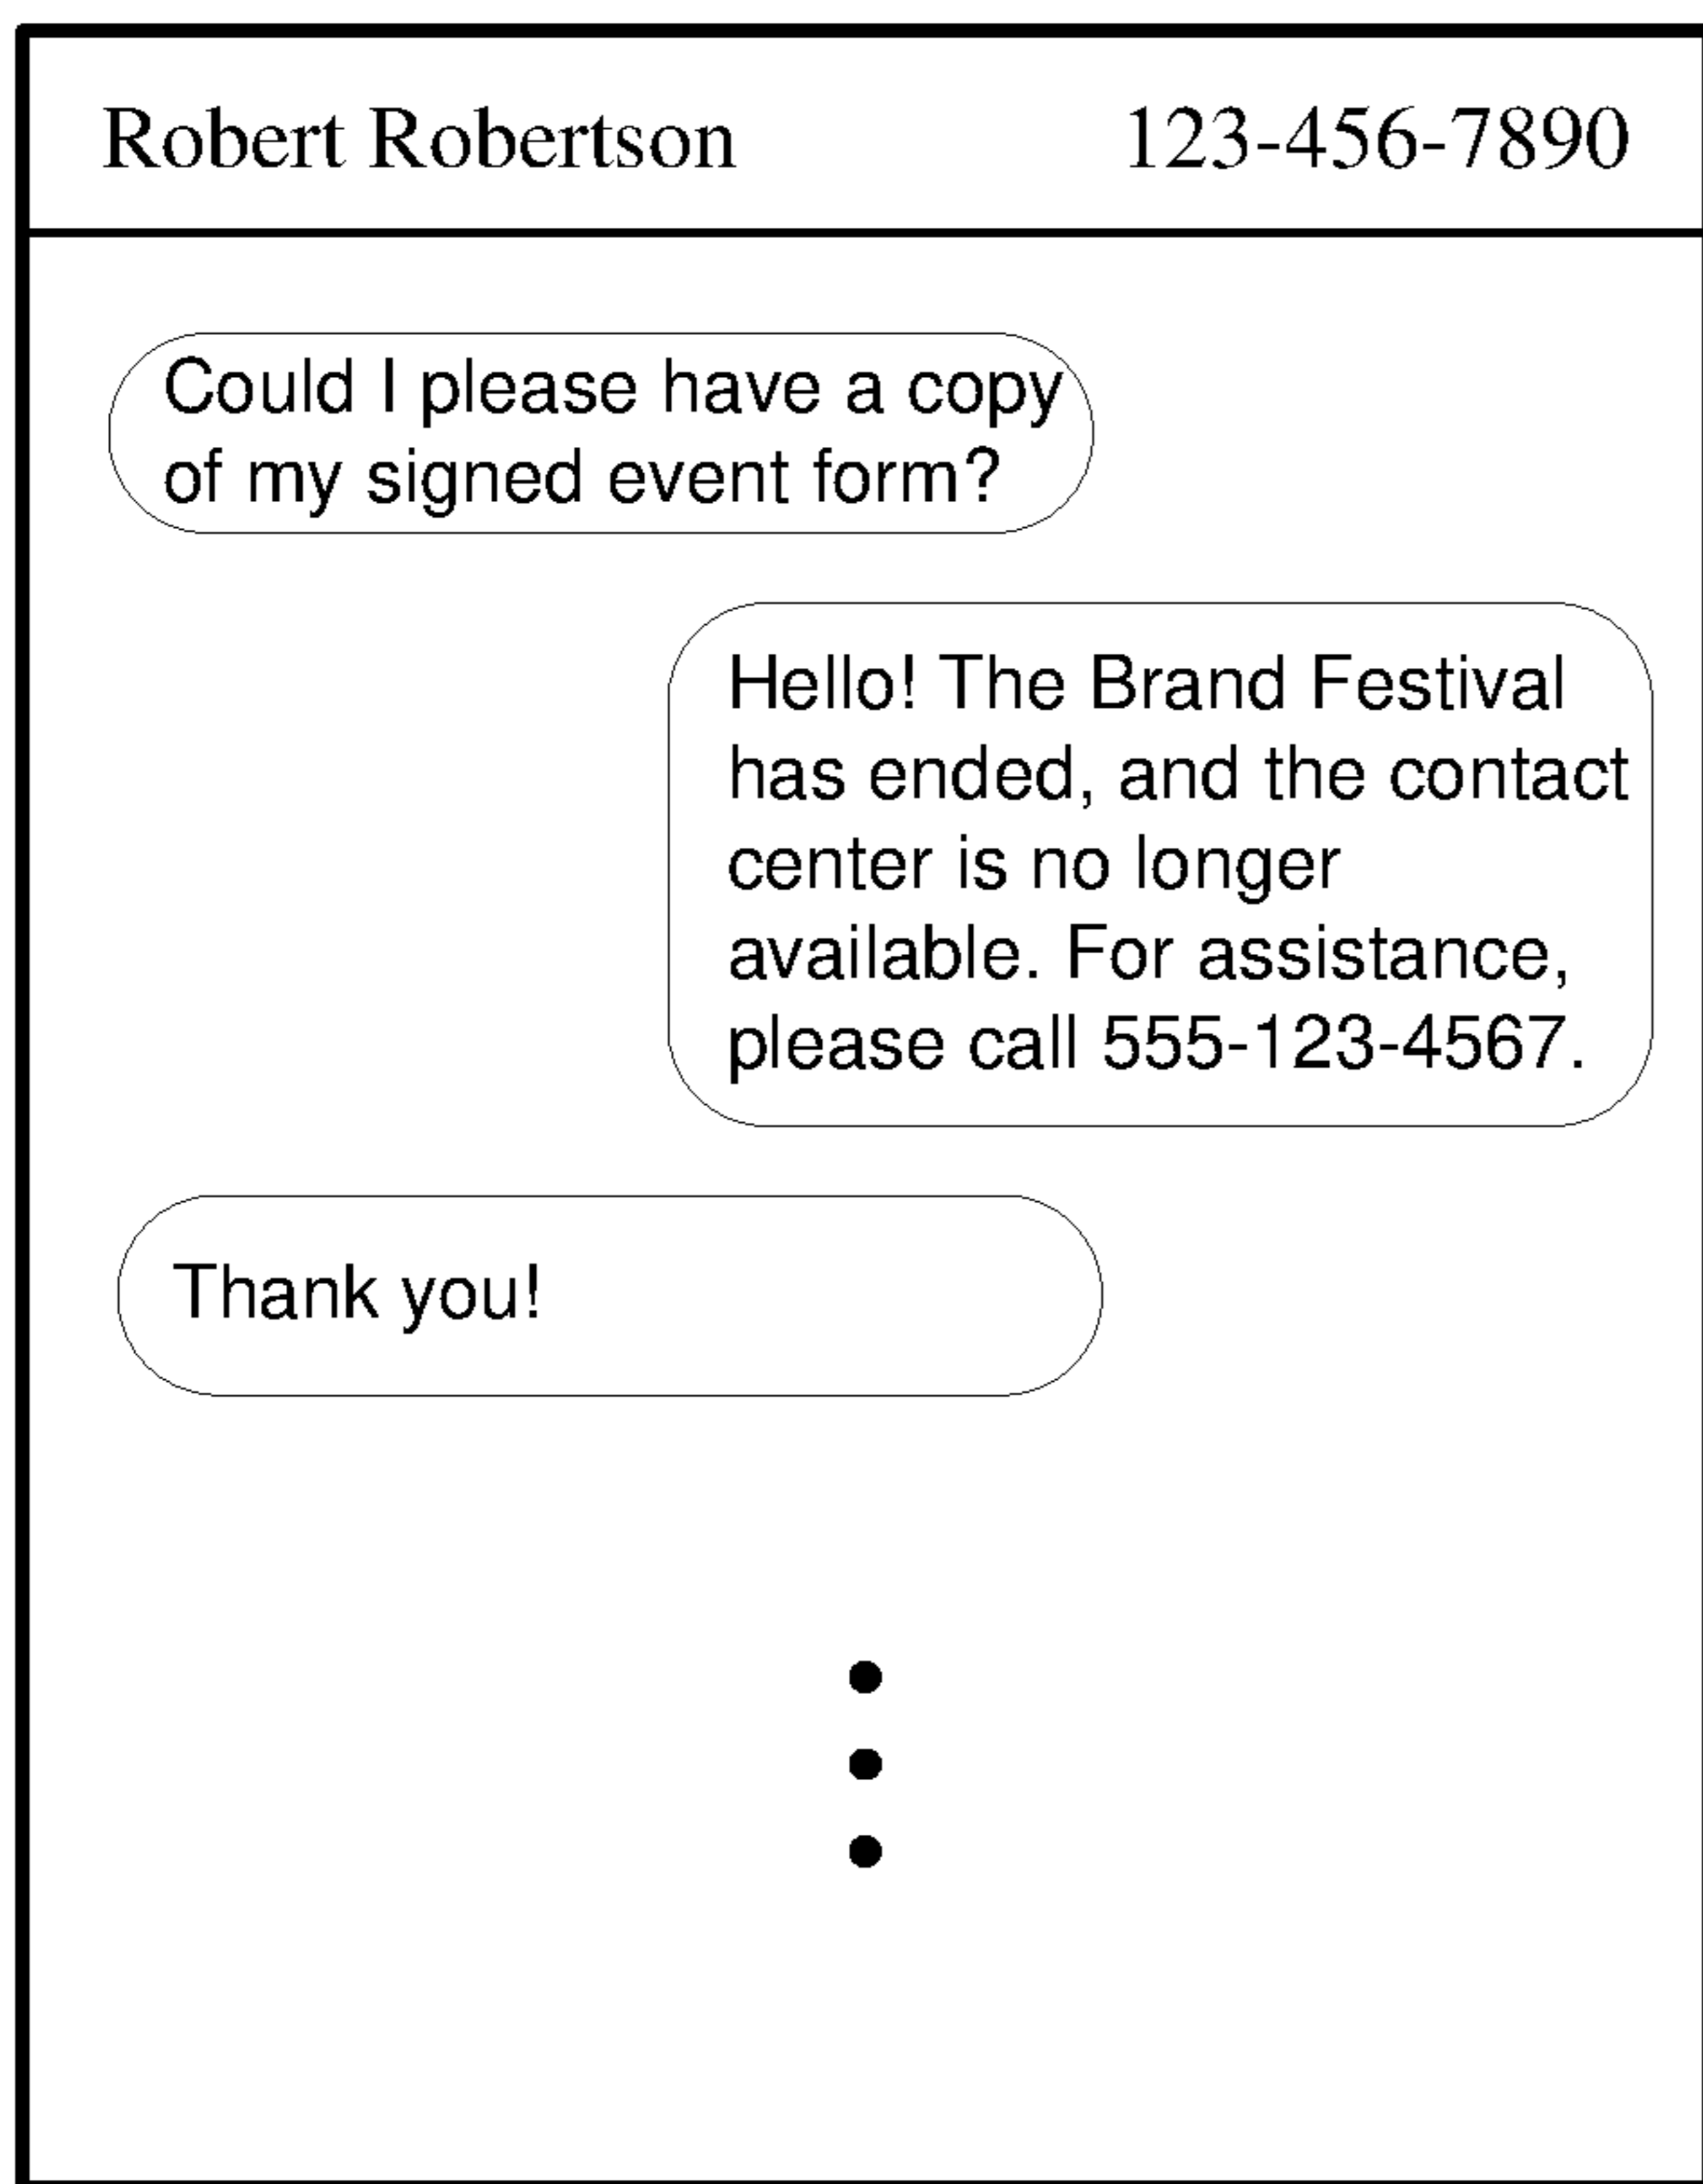 Robert Robertson 123-456-7890
Could I please have a copy
of my signed event form?
Hello! The Brand Festival
has ended, and the contact
center is no longer
available. For assistance,
please call 555-123-4567.
Thank you!